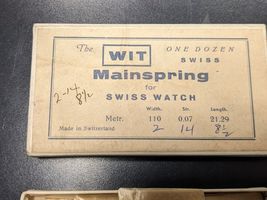 The WIT ONE DOZEN
SWISS
Mainspring
for
SWISS WATCH
2-14
8½
Width. Str. Length.
Metr. 110 0.07 21.29
Made in Switzerland 2 14 8½